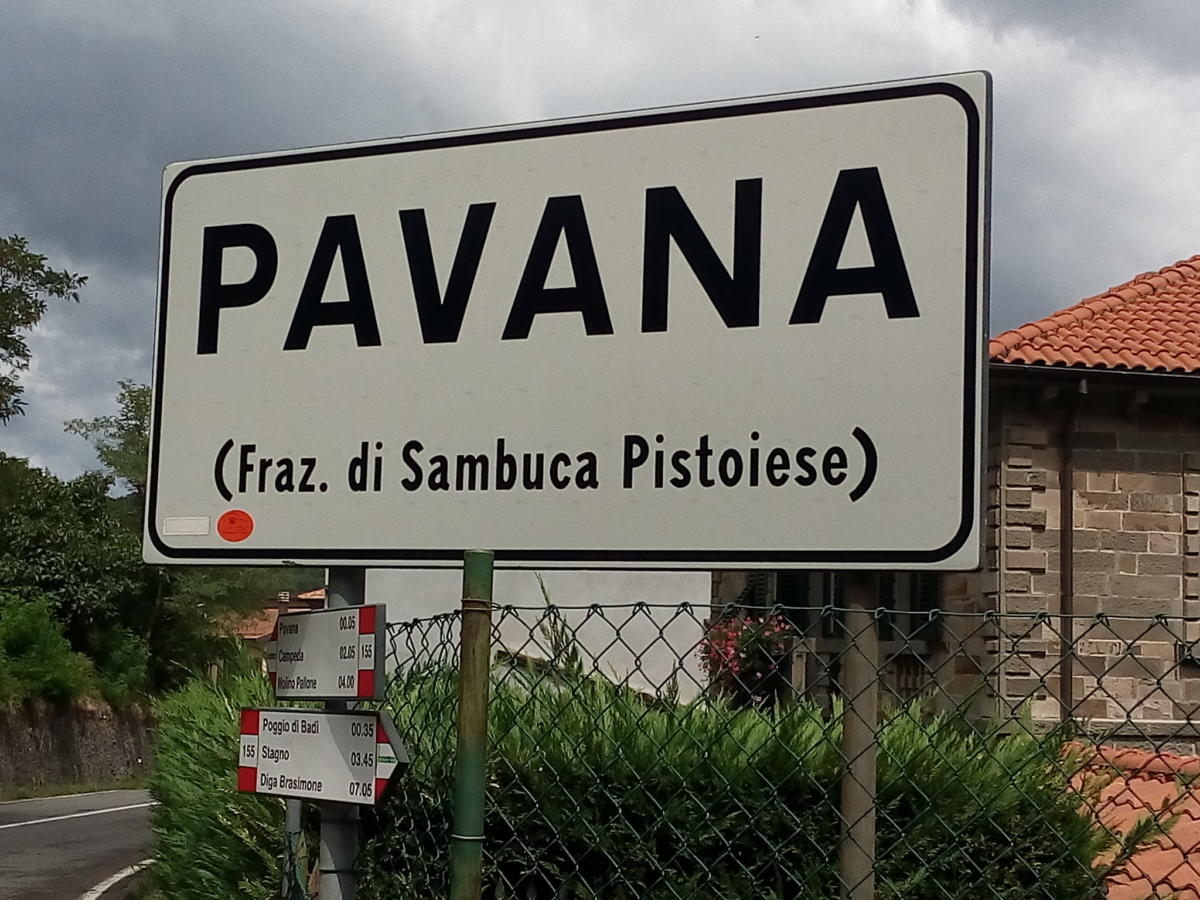 PAVANA
(Fraz. di Sambuca Pistoiese)
Pavana 00.05
Campeda 02.05 155
Molino Pallone 04.00
Poggio di Badi 00.35
155 Stagno 03.45
Diga Brasimone 07.05